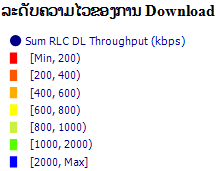 ລະດັບຄວາມໄວຂອງການ Download
Sum RLC DL Throughput (kbps)
[Min, 200)
[200, 400)
[400, 600)
[600, 800)
[800, 1000)
[1000, 2000)
[2000, Max]